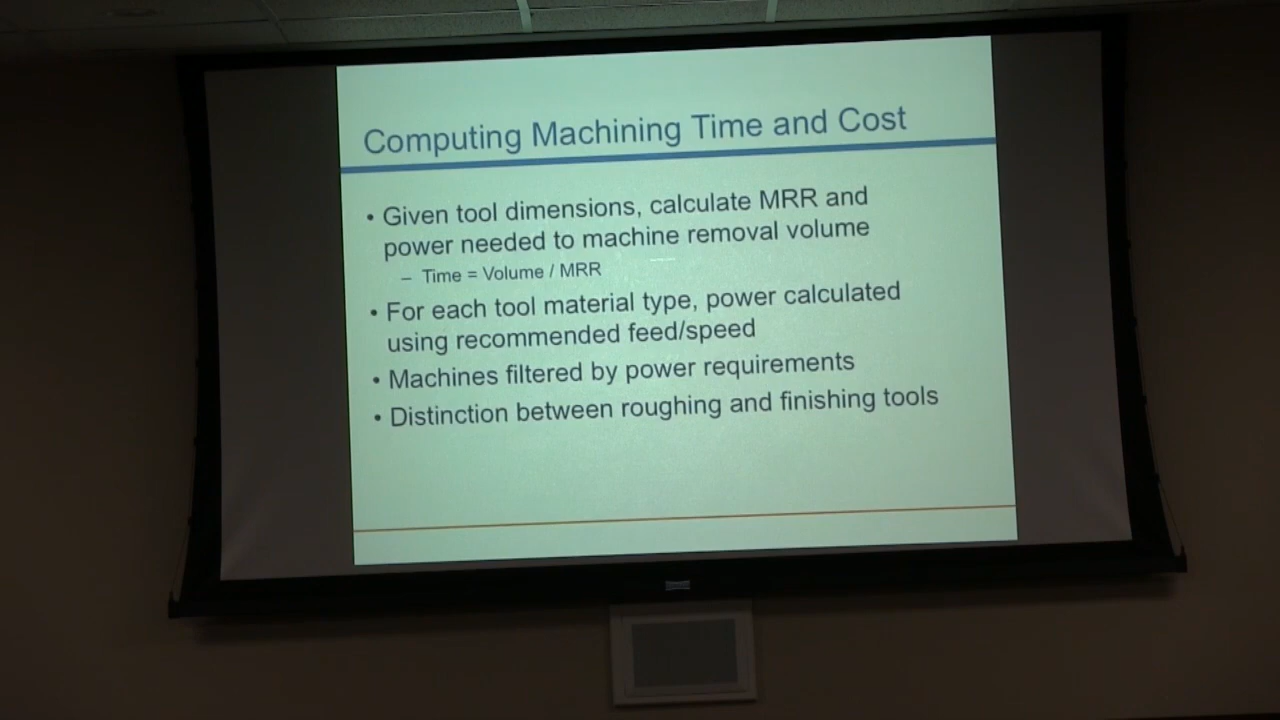 Computing Machining Time and Cost
• Given tool dimensions, calculate MRR and
power needed to machine removal volume
– Time = Volume / MRR
• For each tool material type, power calculated
using recommended feed/speed
• Machines filtered by power requirements
• Distinction between roughing and finishing tools